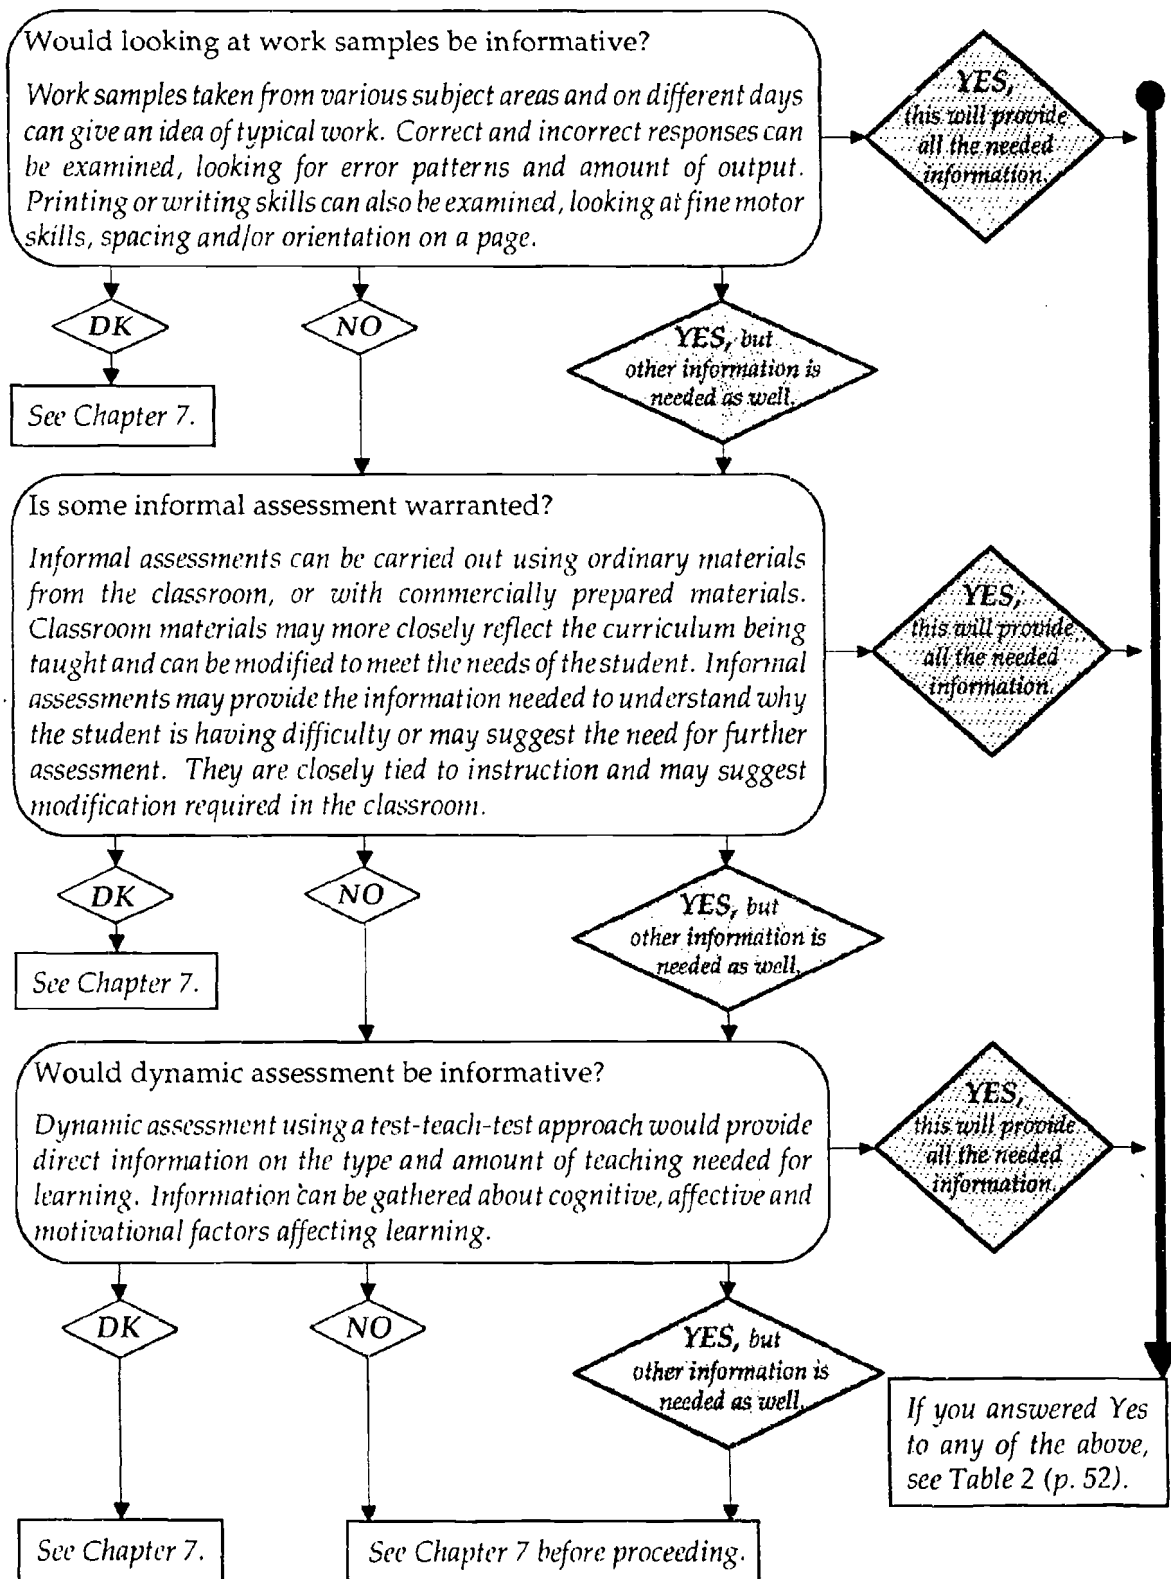 Would looking at work samples be informative?
Work samples taken from various subject areas and on different days
can give an idea of typical work. Correct and incorrect responses can
be examined, looking for error patterns and amount of output.
Printing or writing skills can also be examined, looking at fine motor
skills, spacing and/or orientation on a page.
YES,
this will provide
all the needed
information.
DK
NO
YES, but
other information is
needed as well.
See Chapter 7.
Is some informal assessment warranted?
Informal assessments can be carried out using ordinary materials
from the classroom, or with commercially prepared materials.
Classroom materials may more closely reflect the curriculum being
taught and can be modified to meet the needs of the student. Informal
assessments may provide the information needed to understand why
the student is having difficulty or may suggest the need for further
assessment. They are closely tied to instruction and may suggest
modification required in the classroom.
YES,
this will provide
all the needed
information.
DK
NO
YES, but
other information is
needed as well.
See Chapter 7.
Would dynamic assessment be informative?
Dynamic assessment using a test-teach-test approach would provide
direct information on the type and amount of teaching needed for
learning. Information can be gathered about cognitive, affective and
motivational factors affecting learning.
YES,
this will provide
all the needed
information.
DK
NO
YES, but
other information is
needed as well.
If you answered Yes
to any of the above,
see Table 2 (p. 52).
See Chapter 7.
See Chapter 7 before proceeding.